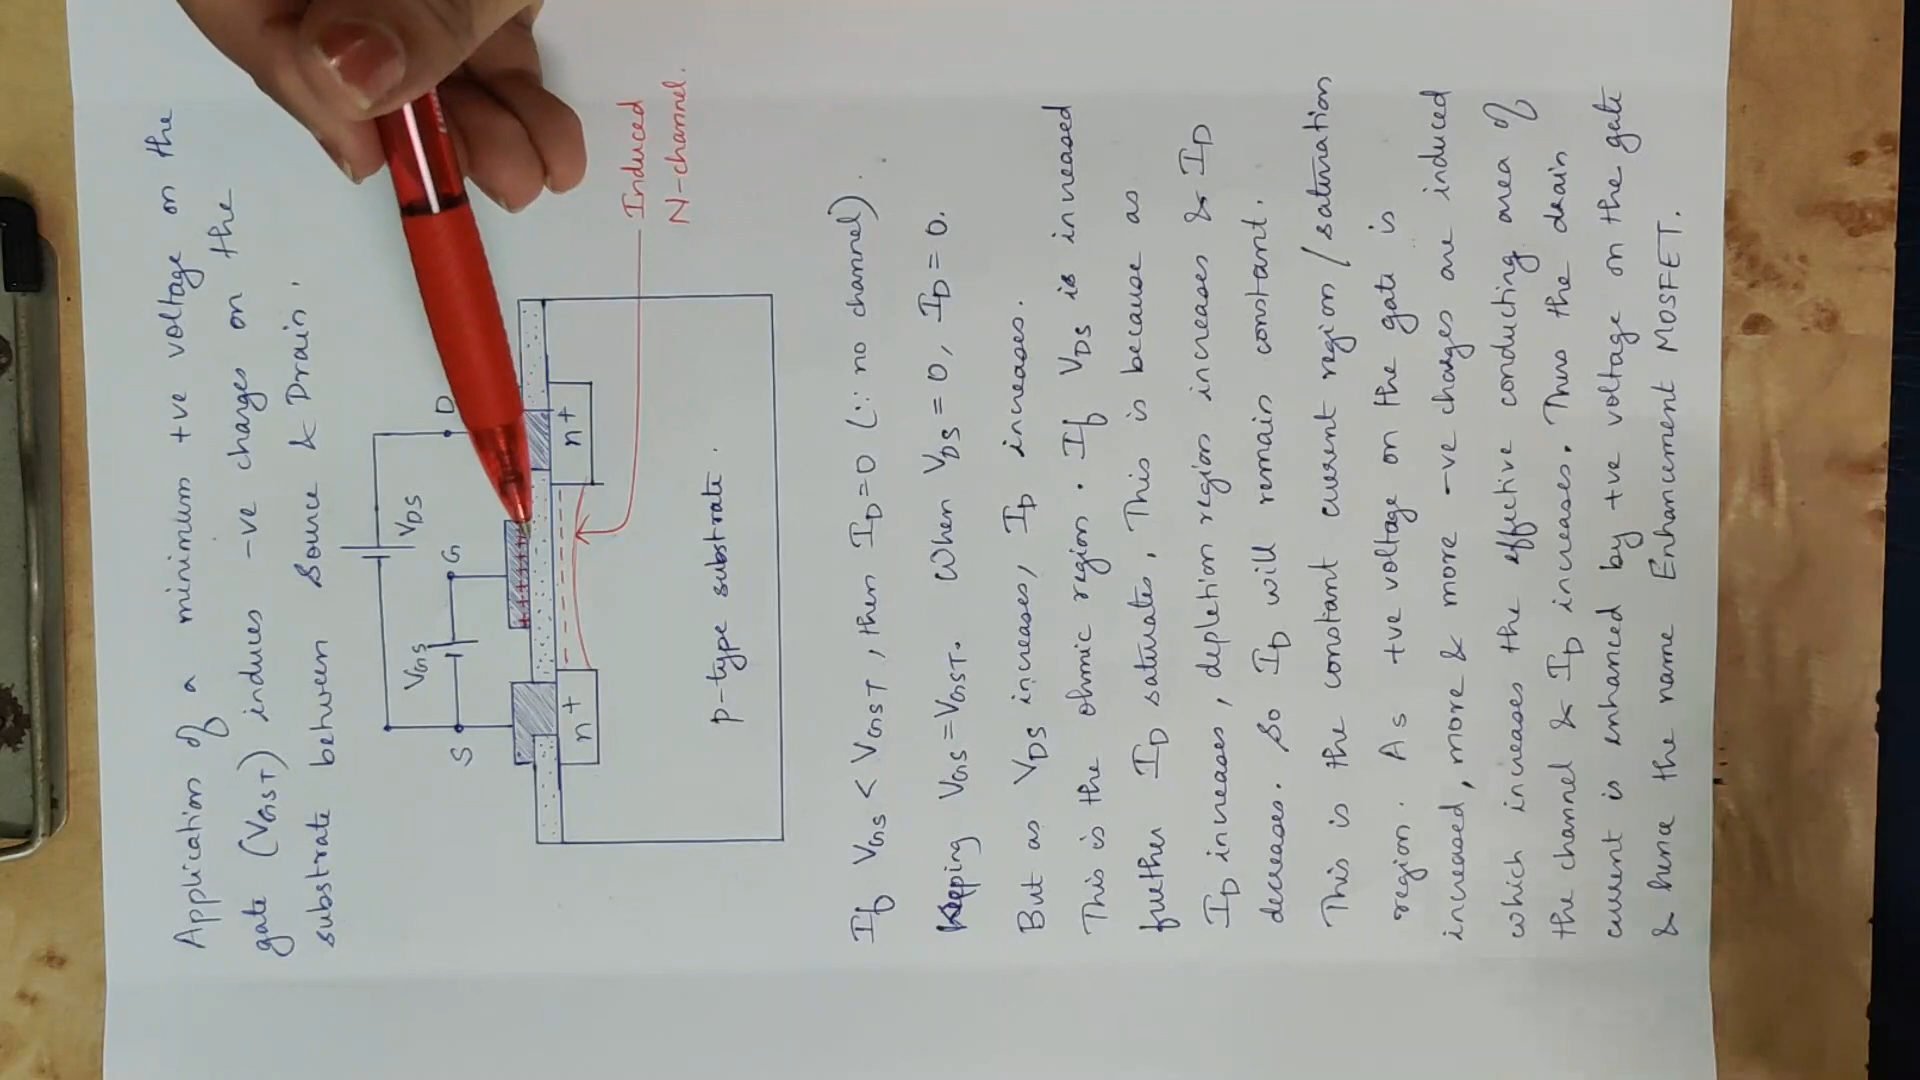 Application of a minimum +ve voltage on the
gate (VGST) induces -ve charges on the
substrate between Source & Drain.
VDS
D
VGS
G
S
n+
n+
Induced
N-channel.
p-type substrate.
If VGS < VGST, then ID=0 (∵ no channel).
Keeping VGS=VGST. When VDS=0, ID=0.
But as VDS increases, ID increases.
This is the ohmic region. If VDS is increased
further ID saturates, This is because as
ID increases, depletion region increases & ID
decreases. So ID will remain constant.
This is the constant current region/saturation
region. As +ve voltage on the gate is
increased, more & more -ve charges are induced
which increases the effective conducting area of
the channel & ID increases. Thus the drain
current is enhanced by +ve voltage on the gate
& hence the name Enhancement MOSFET.